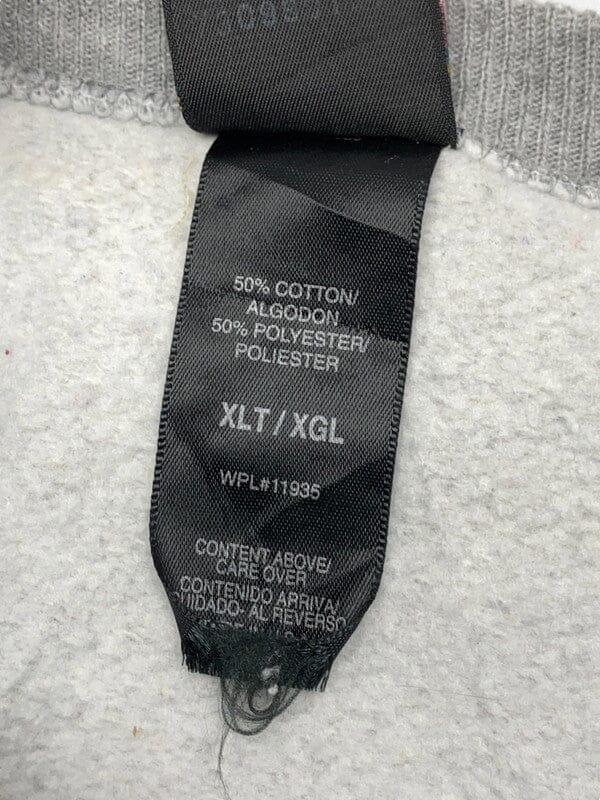 50% COTTON/
ALGODON
50% POLYESTER/
POLIESTER
XLT / XGL
WPL#11935
CONTENT ABOVE/
CARE OVER
CONTENIDO ARRIVA/
CUIDADO- AL REVERSO